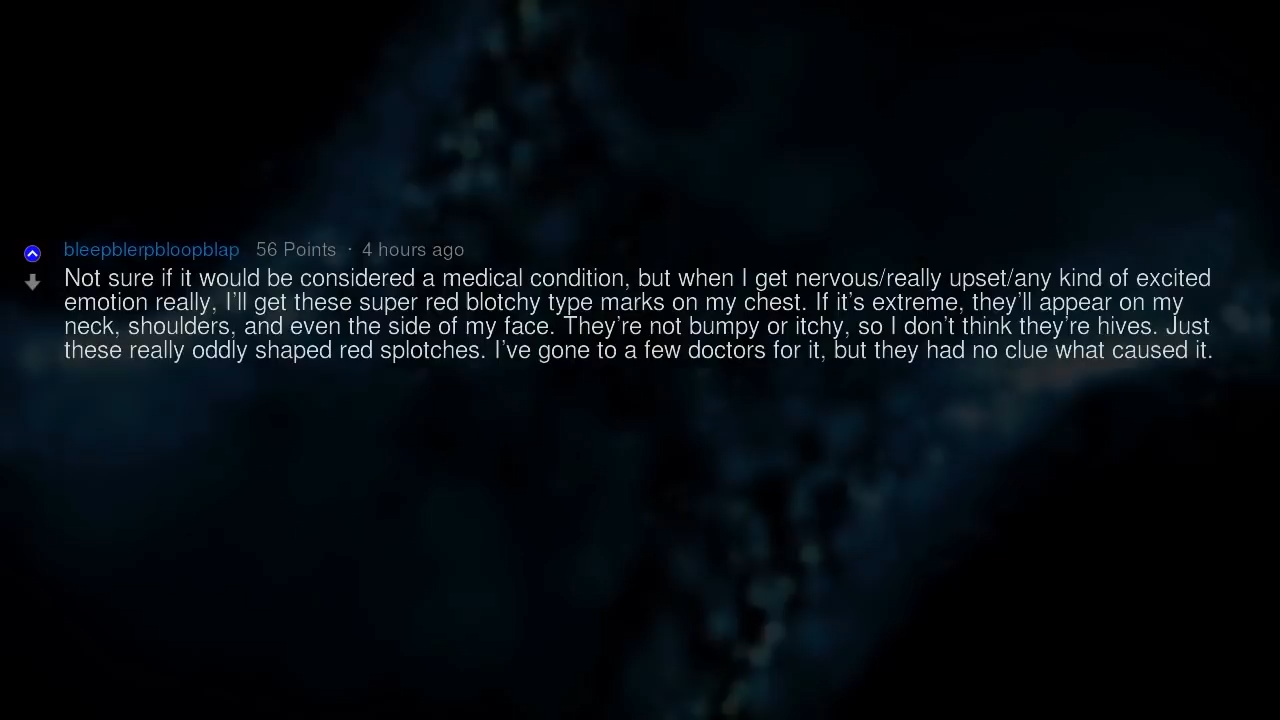 bleepblerpbloopblap 56 Points · 4 hours ago
Not sure if it would be considered a medical condition, but when I get nervous/really upset/any kind of excited
emotion really, I'll get these super red blotchy type marks on my chest. If it's extreme, they'll appear on my
neck, shoulders, and even the side of my face. They're not bumpy or itchy, so I don't think they're hives. Just
these really oddly shaped red splotches. I've gone to a few doctors for it, but they had no clue what caused it.